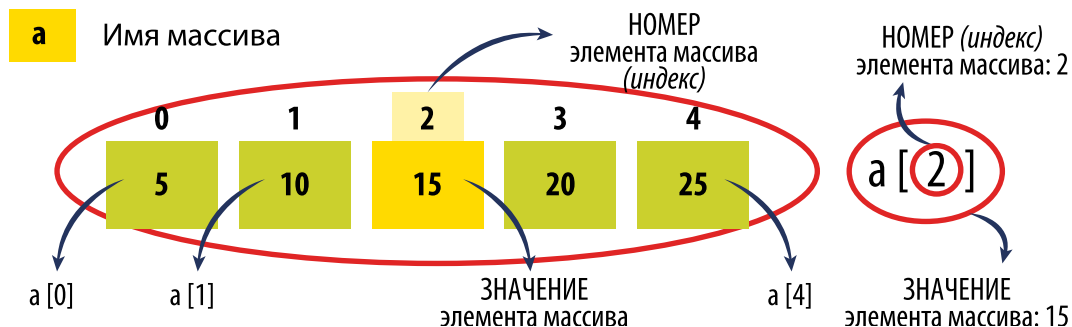 a Имя массива
НОМЕР
элемента массива
(индекс)
НОМЕР (индекс)
элемента массива: 2
0 1 2 3 4
5 10 15 20 25
a [2]
a [0] a [1]
ЗНАЧЕНИЕ
элемента массива
a [4]
ЗНАЧЕНИЕ
элемента массива: 15